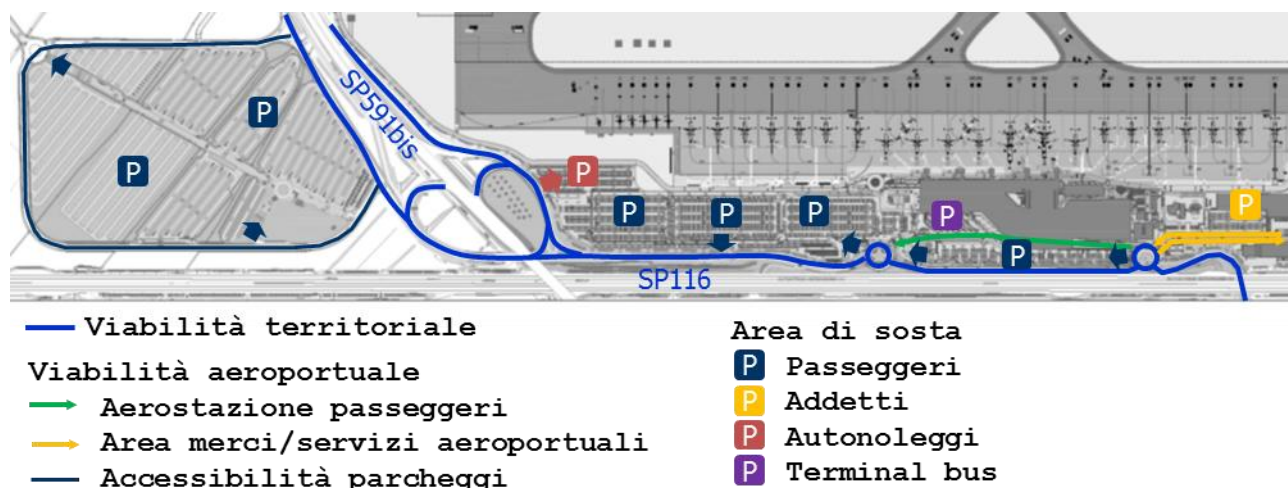 SP591bis
P
P
P
P
P
P
P
P
P
SP116
Viabilità territoriale
Viabilità aeroportuale
Aerostazione passeggeri
Area merci/servizi aeroportuali
Accessibilità parcheggi
Area di sosta
P Passeggeri
P Addetti
P Autonoleggi
P Terminal bus